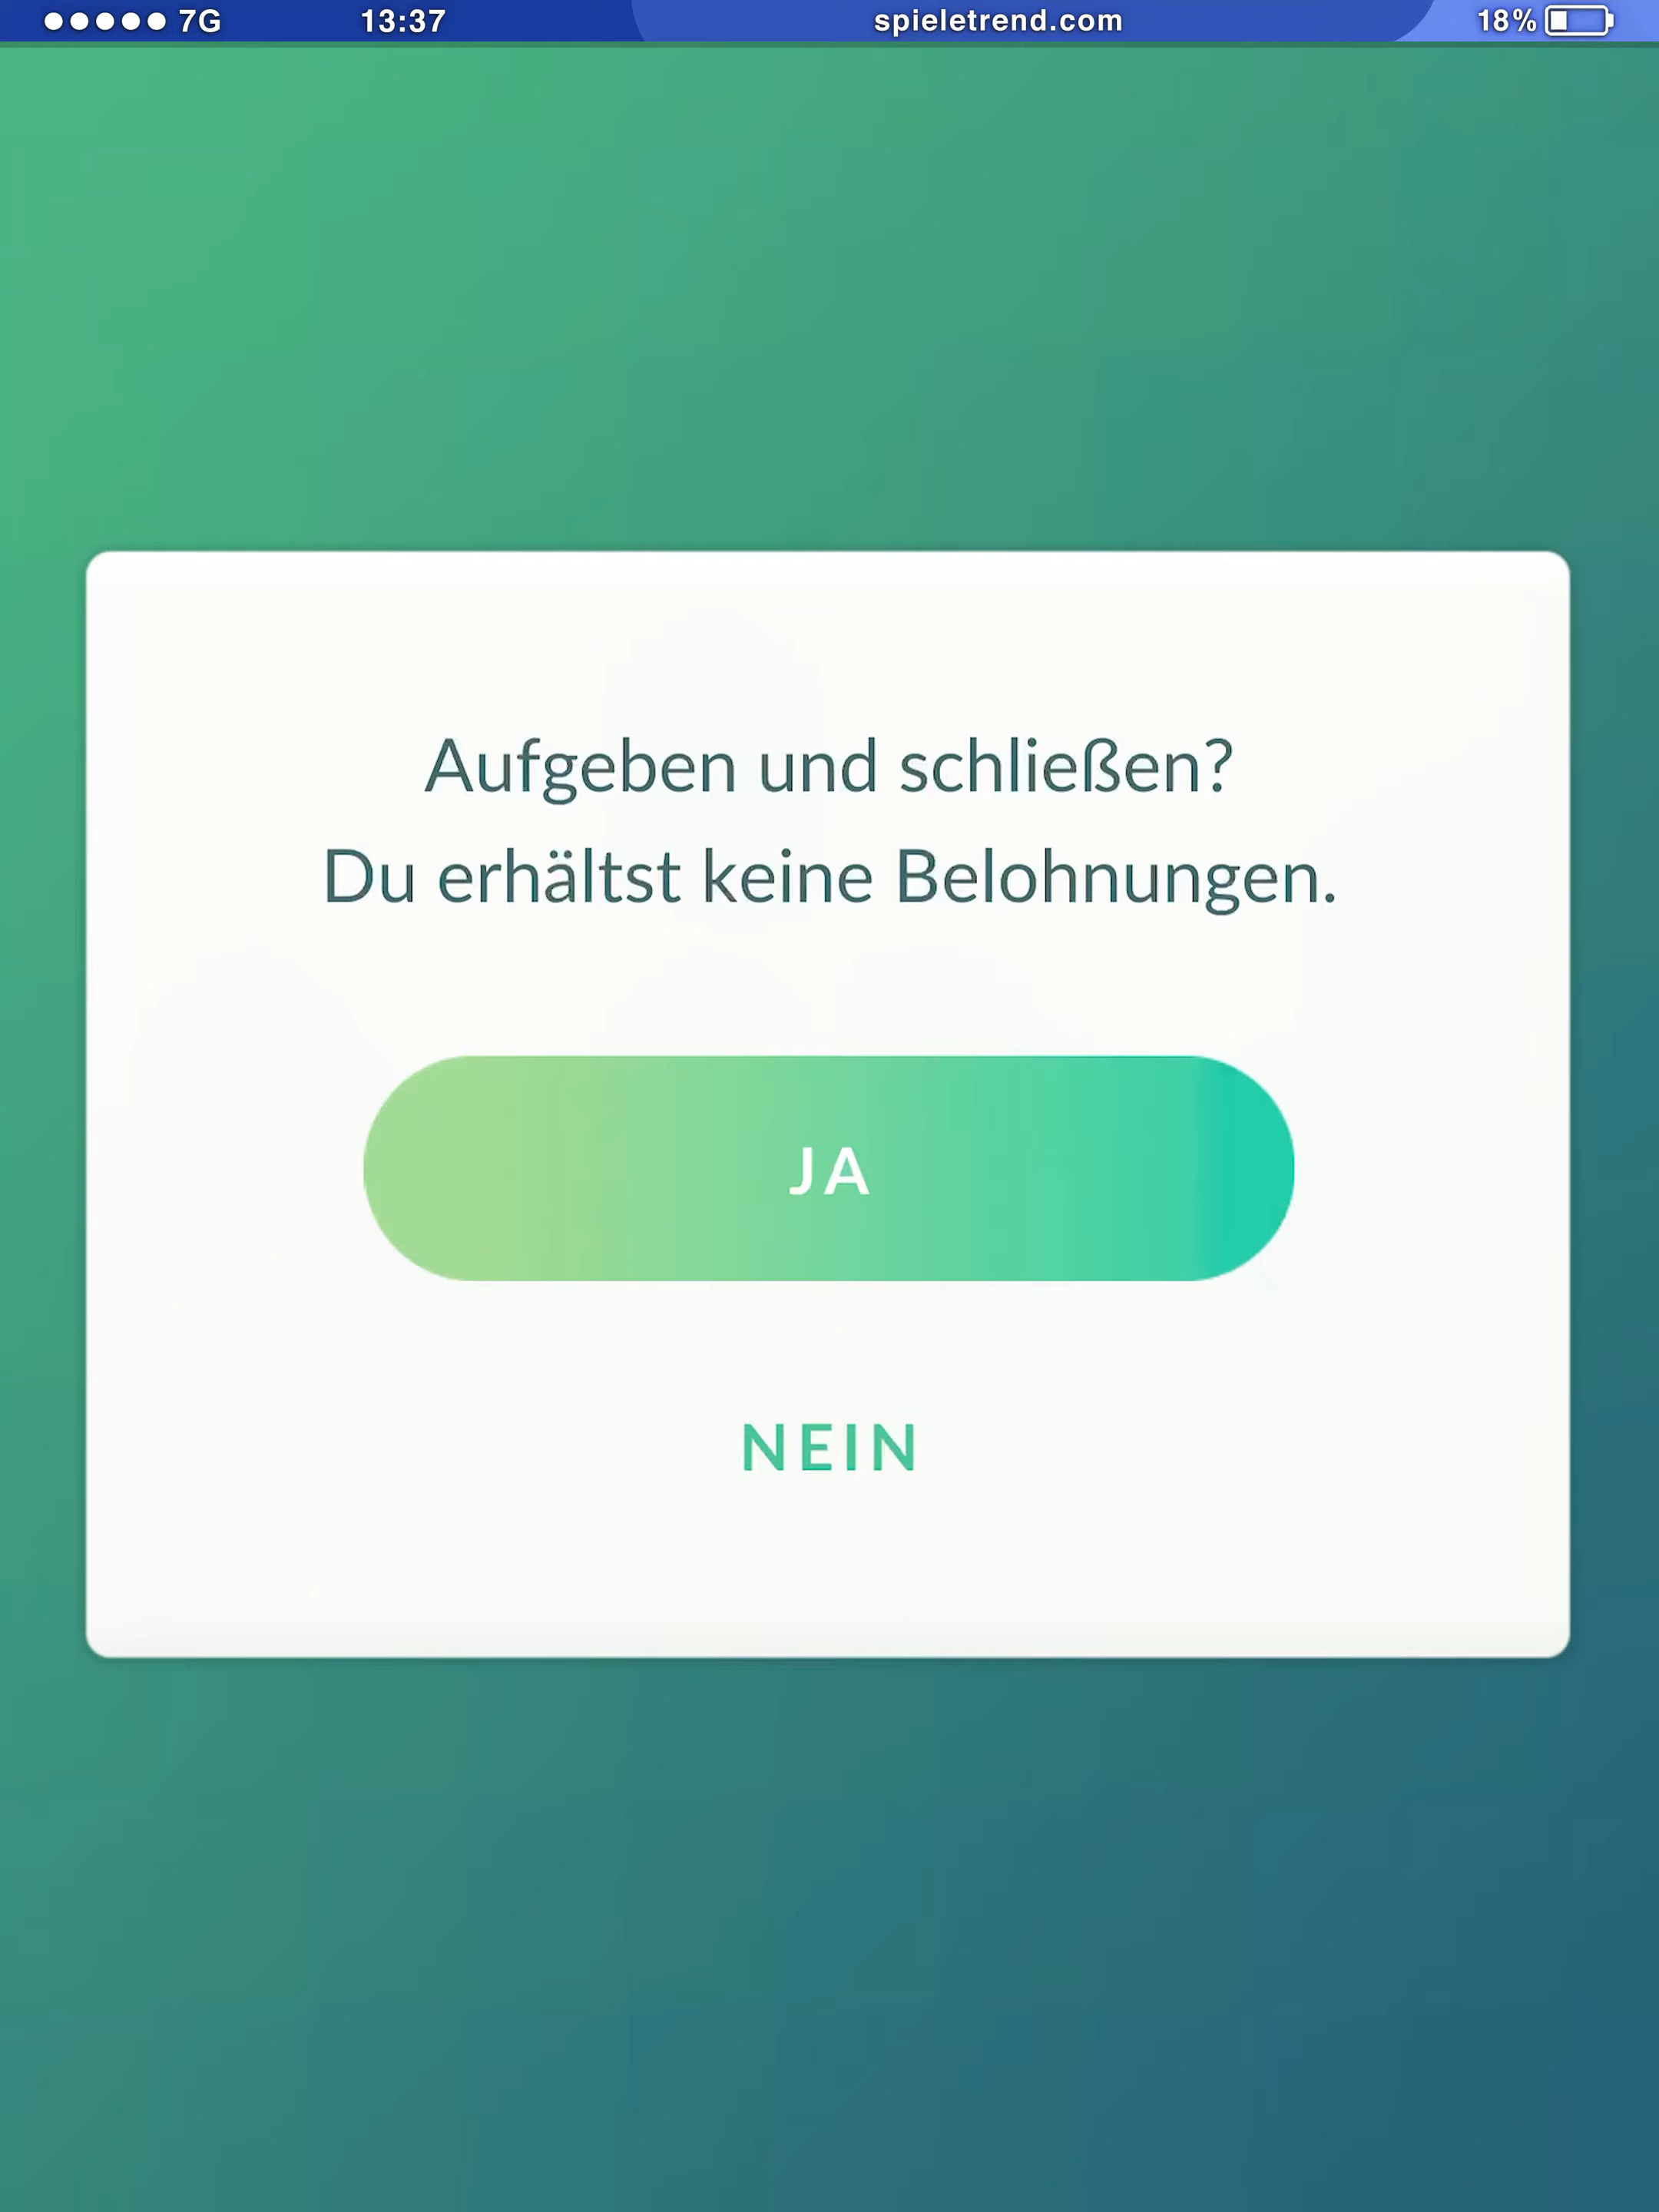 7G 13:37 spieletrend.com 18%
Aufgeben und schließen?
Du erhältst keine Belohnungen.
JA
NEIN